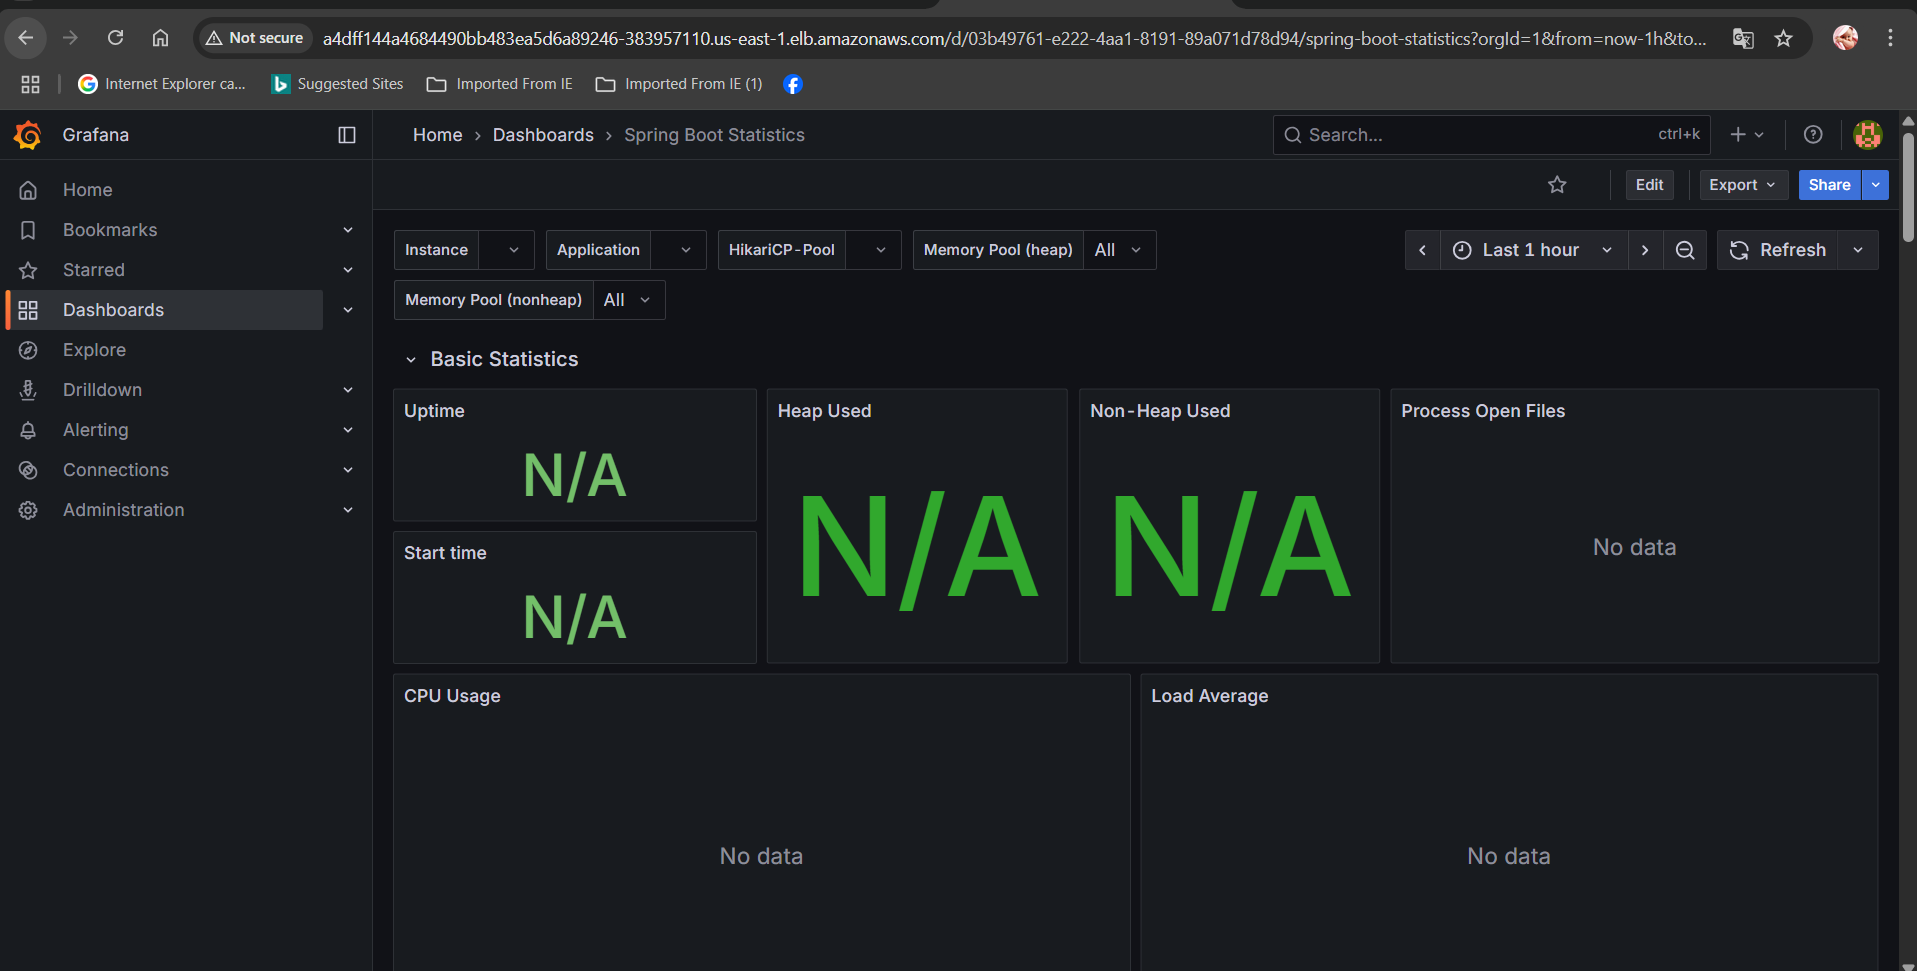 Not secure
a4dff144a4684490bb483ea5d6a89246-383957110.us-east-1.elb.amazonaws.com/d/03b49761-e222-4aa1-8191-89a071d78d94/spring-boot-statistics?orgId=1&from=now-1h&to...
Internet Explorer ca...
Suggested Sites
Imported From IE
Imported From IE (1)
Grafana
Home › Dashboards › Spring Boot Statistics
Search...
ctrl+k
Home
Bookmarks
Starred
Dashboards
Explore
Drilldown
Alerting
Connections
Administration
Edit
Export
Share
Instance
Application
HikariCP-Pool
Memory Pool (heap)
All
Last 1 hour
Refresh
Memory Pool (nonheap)
All
Basic Statistics
Uptime
N/A
Start time
N/A
Heap Used
N/A
Non-Heap Used
N/A
Process Open Files
No data
CPU Usage
No data
Load Average
No data